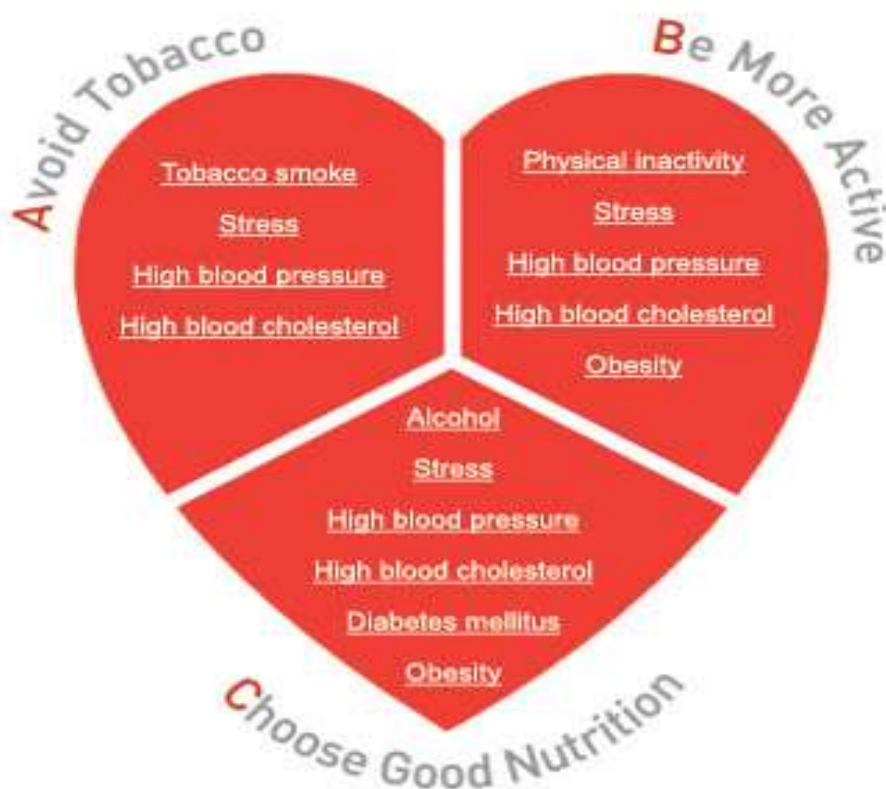 Avoid Tobacco
Tobacco smoke
Stress
High blood pressure
High blood cholesterol
Be More Active
Physical inactivity
Stress
High blood pressure
High blood cholesterol
Obesity
Alcohol
Stress
High blood pressure
High blood cholesterol
Diabetes mellitus
Obesity
Choose Good Nutrition